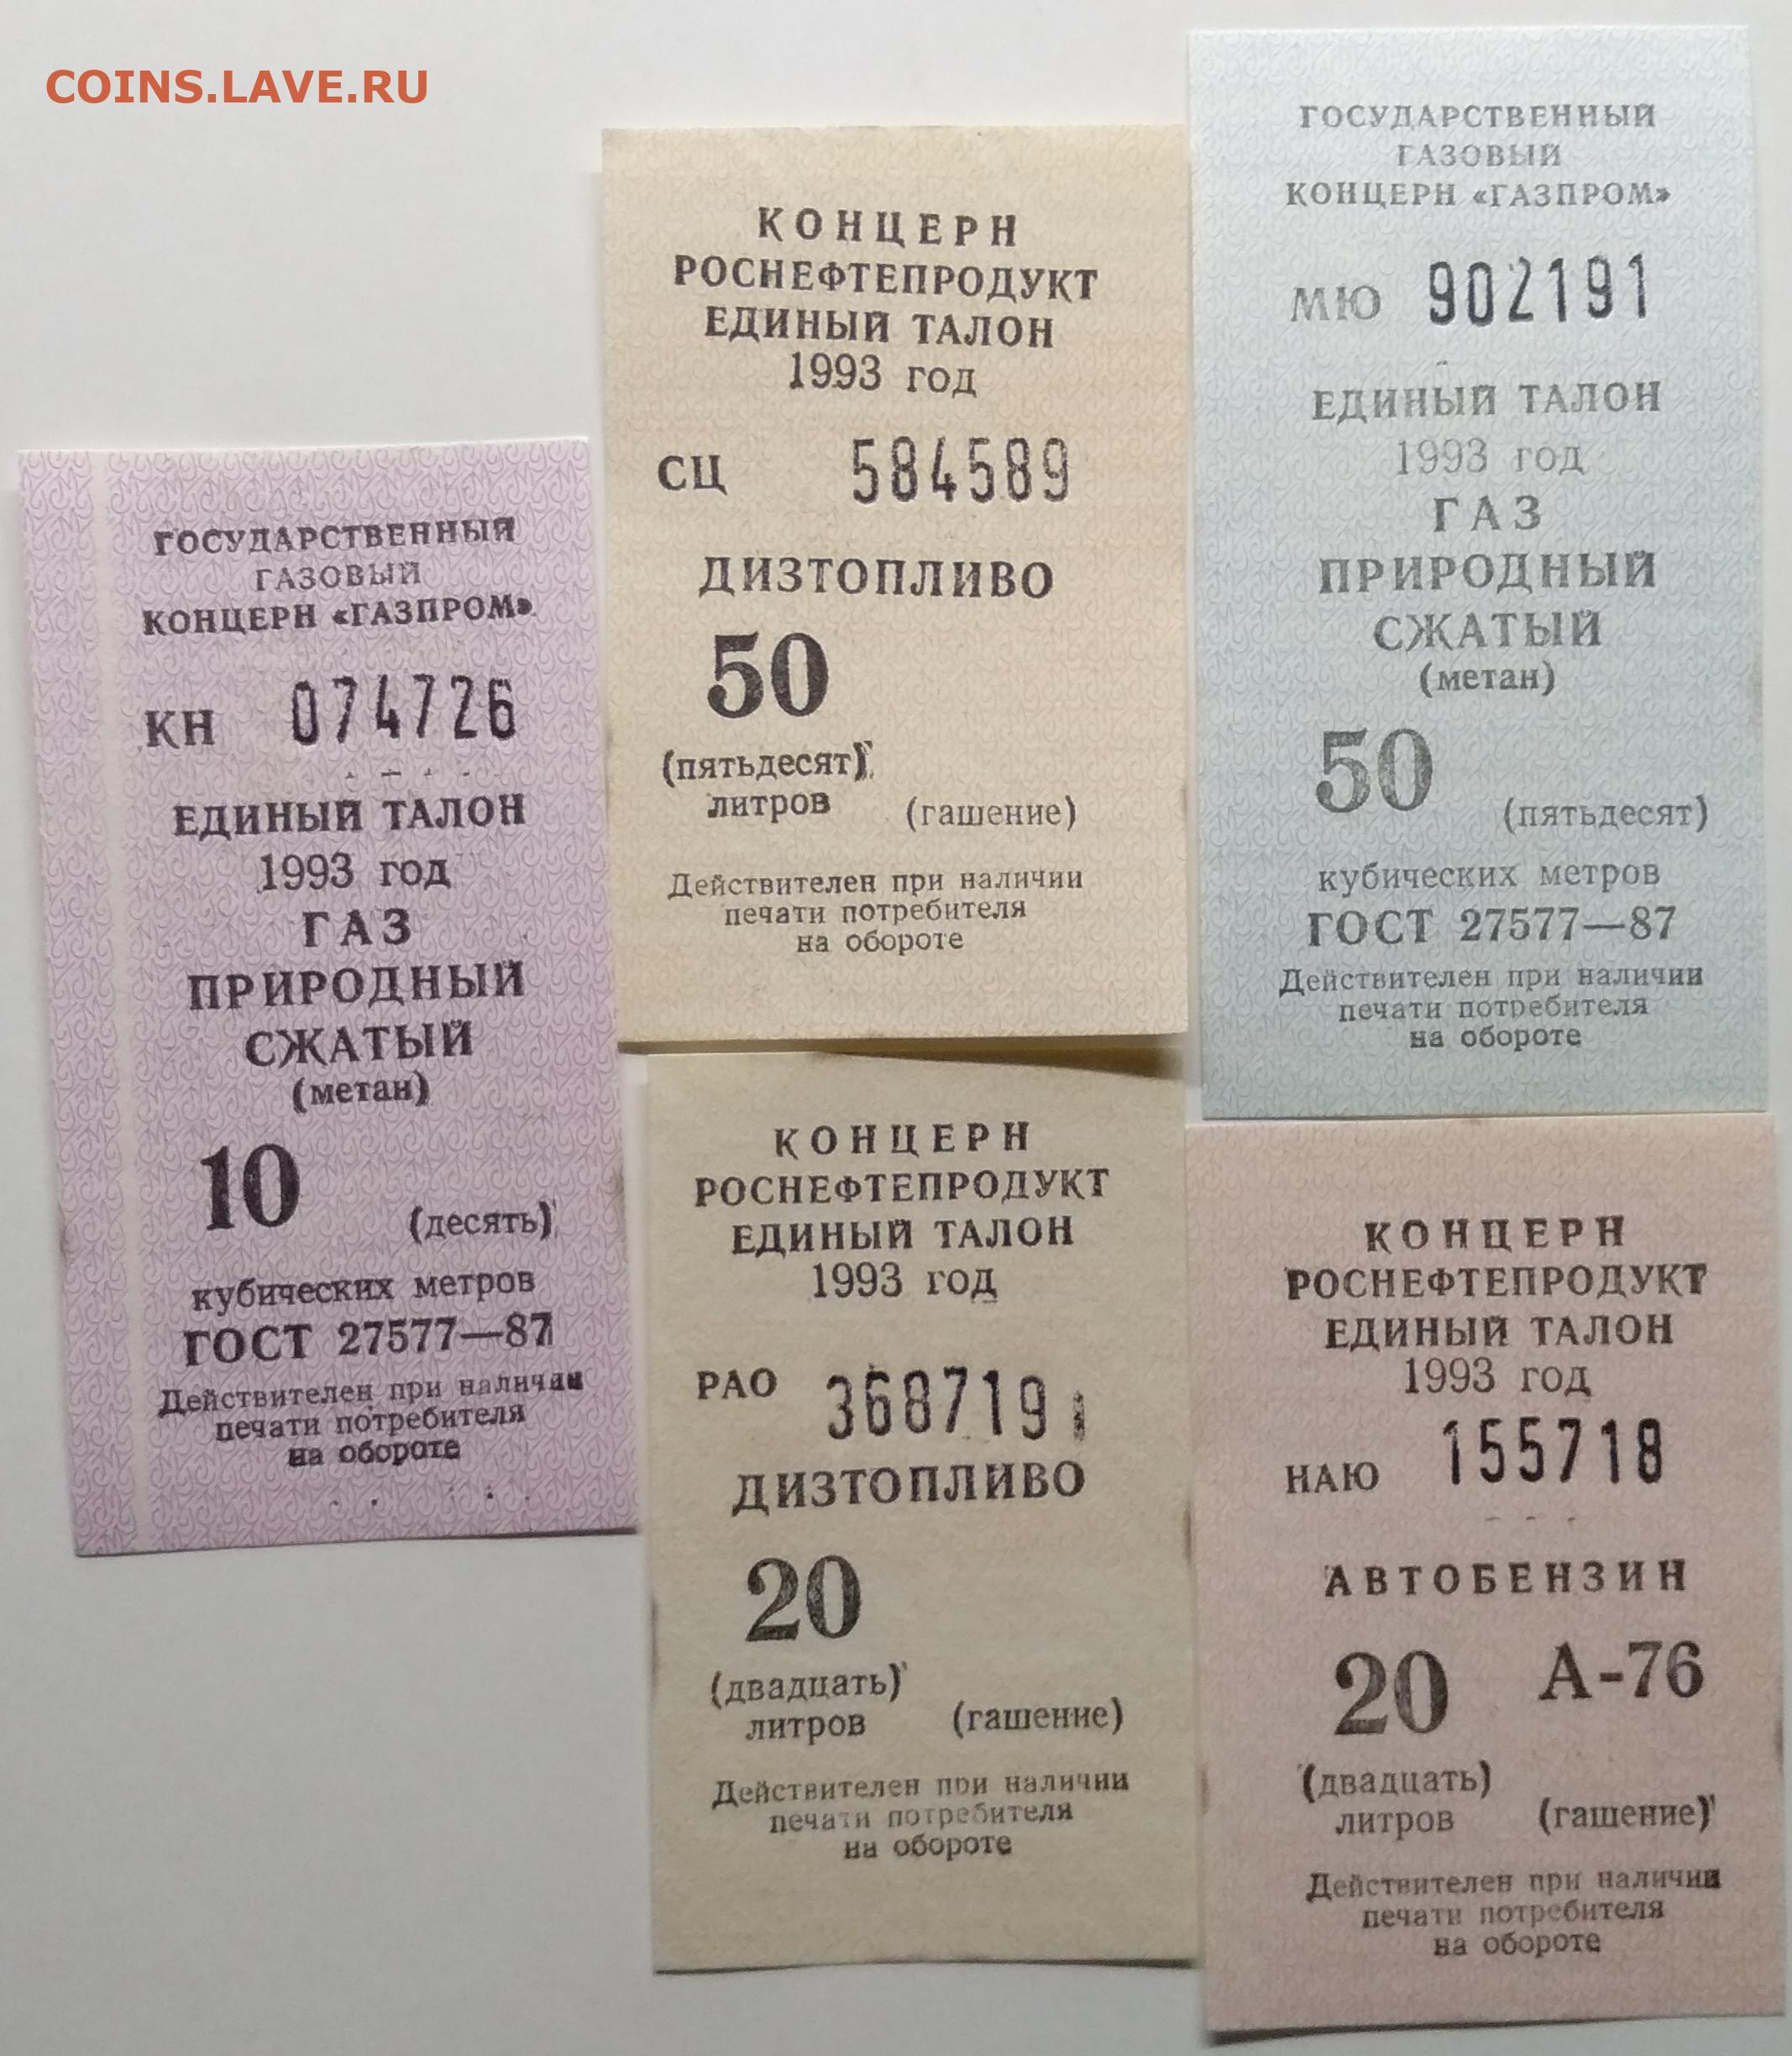 COINS.LAVE.RU
ГОСУДАРСТВЕННЫЙ
ГАЗОВЫЙ
КОНЦЕРН «ГАЗПРОМ»
КН 074726
ЕДИНЫЙ ТАЛОН
1993 год
ГАЗ
ПРИРОДНЫЙ
СЖАТЫЙ
(метан)
10 (десять)
кубических метров
ГОСТ 27577—87
Действителен при наличии
печати потребителя
на обороте
КОНЦЕРН
РОСНЕФТЕПРОДУКТ
ЕДИНЫЙ ТАЛОН
1993 год
СЦ 584589
ДИЗТОПЛИВО
50
(пятьдесят)
литров (гашение)
Действителен при наличии
печати потребителя
на обороте
ГОСУДАРСТВЕННЫЙ
ГАЗОВЫЙ
КОНЦЕРН «ГАЗПРОМ»
МЮ 902191
ЕДИНЫЙ ТАЛОН
1993 год
ГАЗ
ПРИРОДНЫЙ
СЖАТЫЙ
(метан)
50 (пятьдесят)
кубических метров
ГОСТ 27577—87
Действителен при наличии
печати потребителя
на обороте
КОНЦЕРН
РОСНЕФТЕПРОДУКТ
ЕДИНЫЙ ТАЛОН
1993 год
РАО 368719
ДИЗТОПЛИВО
20
(двадцать)
литров (гашение)
Действителен при наличии
печати потребителя
на обороте
КОНЦЕРН
РОСНЕФТЕПРОДУКТ
ЕДИНЫЙ ТАЛОН
1993 год
НАЮ 155718
АВТОБЕНЗИН
20 А-76
(двадцать)
литров (гашение)
Действителен при наличии
печати потребителя
на обороте